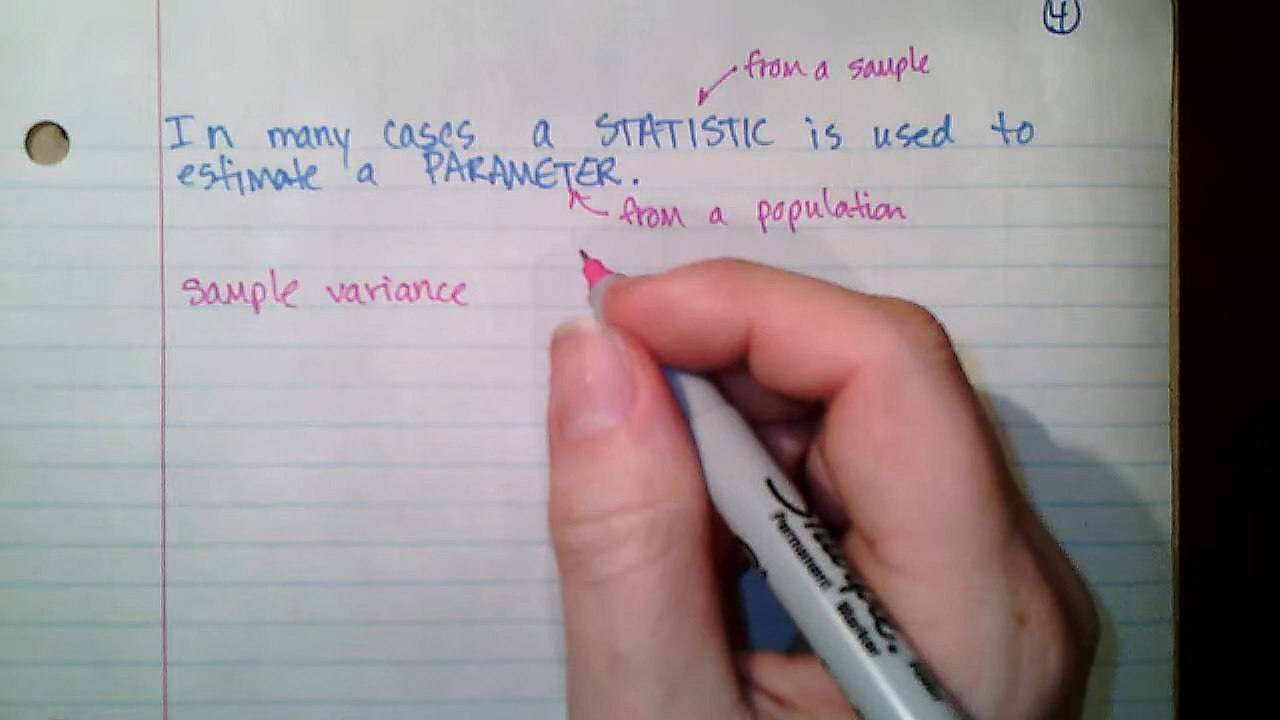 4
from a sample
In many cases a STATISTIC is used to
estimate a PARAMETER.
from a population
sample variance
Sharpie.
Permanent Marker